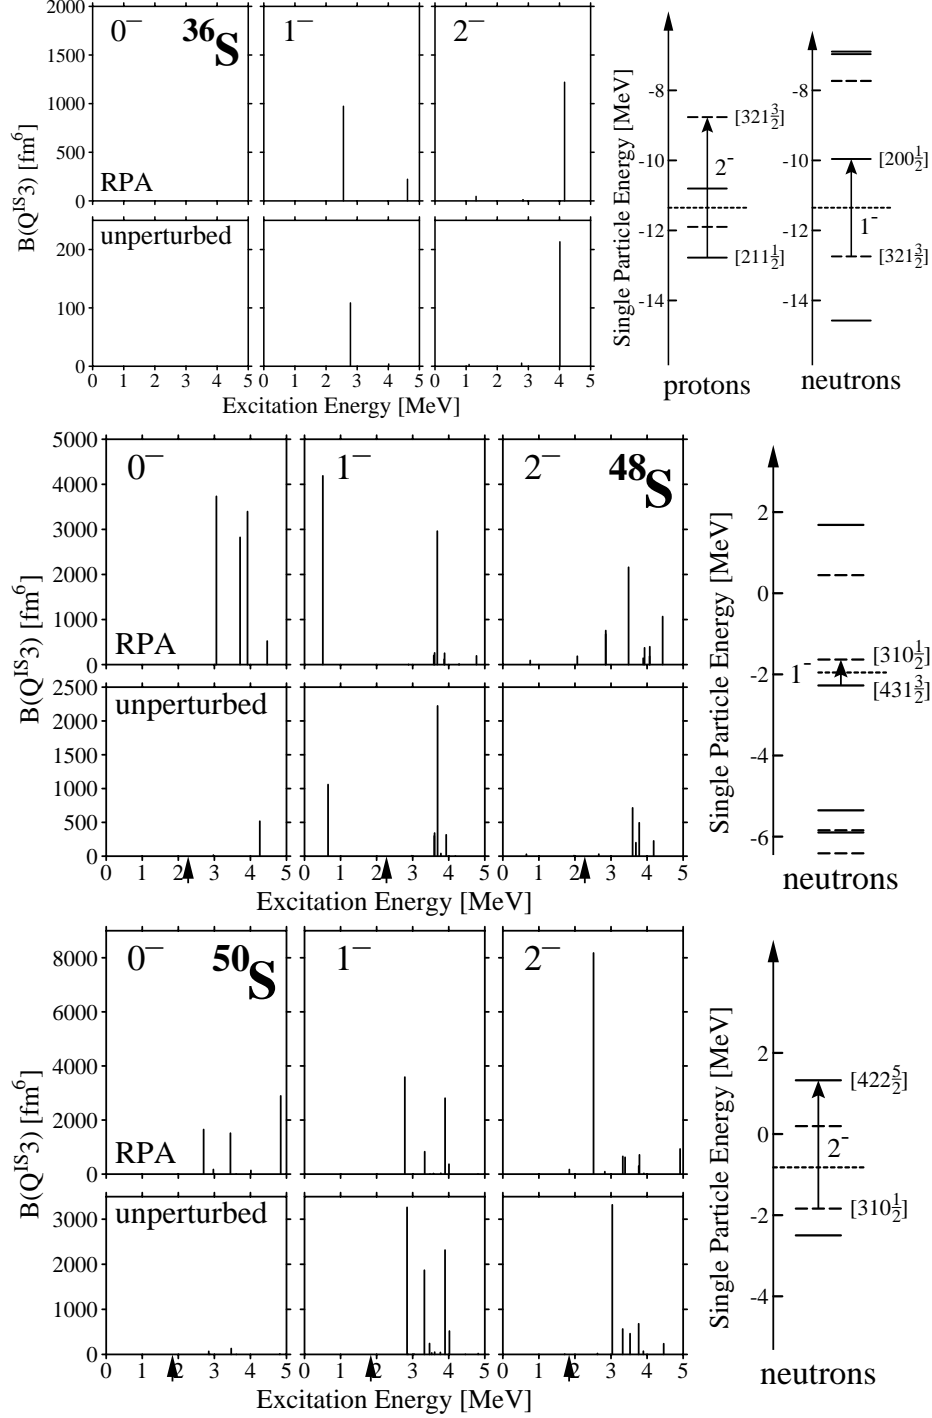 0⁻ ³⁶S 1⁻ 2⁻
2000
1500
1000
500
0
RPA
B(Q^IS3) [fm⁶]
unperturbed
200
100
0
0 1 2 3 4 5
0 1 2 3 4 5
0 1 2 3 4 5
Excitation Energy [MeV]
Single Particle Energy [MeV]
-8
-10
-12
-14
[321 3/2]
2⁻
[211 1/2]
protons
-8
-10
-12
-14
[200 1/2]
1⁻
[321 3/2]
neutrons
0⁻ 1⁻ 2⁻ ⁴⁸S
5000
4000
3000
2000
1000
0
RPA
B(Q^IS3) [fm⁶]
unperturbed
2500
2000
1500
1000
500
0
0 1 2 3 4 5
0 1 2 3 4 5
0 1 2 3 4 5
Excitation Energy [MeV]
Single Particle Energy [MeV]
2
0
-2
-4
-6
1⁻
[310 1/2]
[431 3/2]
neutrons
0⁻ ⁵⁰S 1⁻ 2⁻
8000
6000
4000
2000
0
RPA
B(Q^IS3) [fm⁶]
unperturbed
3000
2000
1000
0
0 1 2 3 4 5
0 1 2 3 4 5
0 1 2 3 4 5
Excitation Energy [MeV]
Single Particle Energy [MeV]
2
0
-2
-4
[422 5/2]
2⁻
[310 1/2]
neutrons